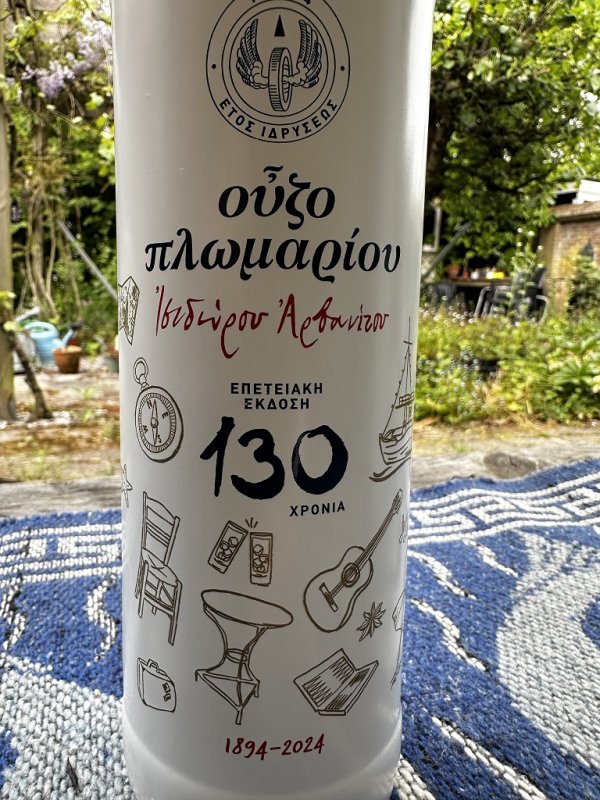 ΕΤΟΣ ΙΔΡΥΣΕΩΣ
οὖζο
πλωμαρίου
Ἰσιδώρου Ἀρβανίτου
ΕΠΕΤΕΙΑΚΗ
ΕΚΔΟΣΗ
130
ΧΡΟΝΙΑ
1894-2024